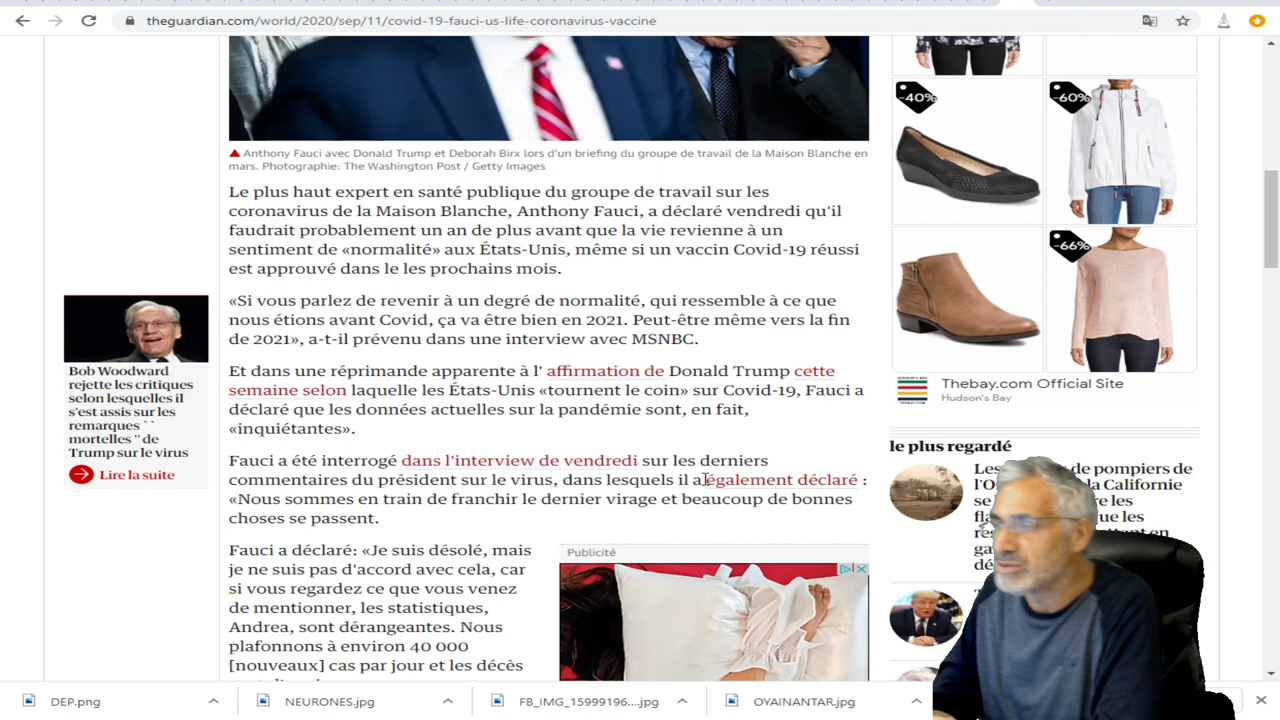 theguardian.com/world/2020/sep/11/covid-19-fauci-us-life-coronavirus-vaccine
-40%
-60%
Anthony Fauci avec Donald Trump et Deborah Birx lors d'un briefing du groupe de travail de la Maison Blanche en
mars. Photographie: The Washington Post / Getty Images
Le plus haut expert en santé publique du groupe de travail sur les
coronavirus de la Maison Blanche, Anthony Fauci, a déclaré vendredi qu'il
faudrait probablement un an de plus avant que la vie revienne à un
sentiment de «normalité» aux États-Unis, même si un vaccin Covid-19 réussi
est approuvé dans le les prochains mois.
-66%
«Si vous parlez de revenir à un degré de normalité, qui ressemble à ce que
nous étions avant Covid, ça va être bien en 2021. Peut-être même vers la fin
de 2021», a-t-il prévenu dans une interview avec MSNBC.
Bob Woodward
rejette les critiques
selon lesquelles il
s'est assis sur les
remarques ``
mortelles '' de
Trump sur le virus
Lire la suite
Et dans une réprimande apparente à l' affirmation de Donald Trump cette
semaine selon laquelle les États-Unis «tournent le coin» sur Covid-19, Fauci a
déclaré que les données actuelles sur la pandémie sont, en fait,
«inquiétantes».
Thebay.com Official Site
Hudson's Bay
le plus regardé
Fauci a été interrogé dans l'interview de vendredi sur les derniers
commentaires du président sur le virus, dans lesquels il a également déclaré :
«Nous sommes en train de franchir le dernier virage et beaucoup de bonnes
choses se passent.
Les de pompiers de
l'O la Californie
se re les
fla que les
res ent en
ga
dé
Fauci a déclaré: «Je suis désolé, mais
je ne suis pas d'accord avec cela, car
si vous regardez ce que vous venez
de mentionner, les statistiques,
Andrea, sont dérangeantes. Nous
plafonnons à environ 40 000
[nouveaux] cas par jour et les décès
Publicité
DEP.png
NEURONES.jpg
FB_IMG_15999196....jpg
OYAINANTAR.jpg